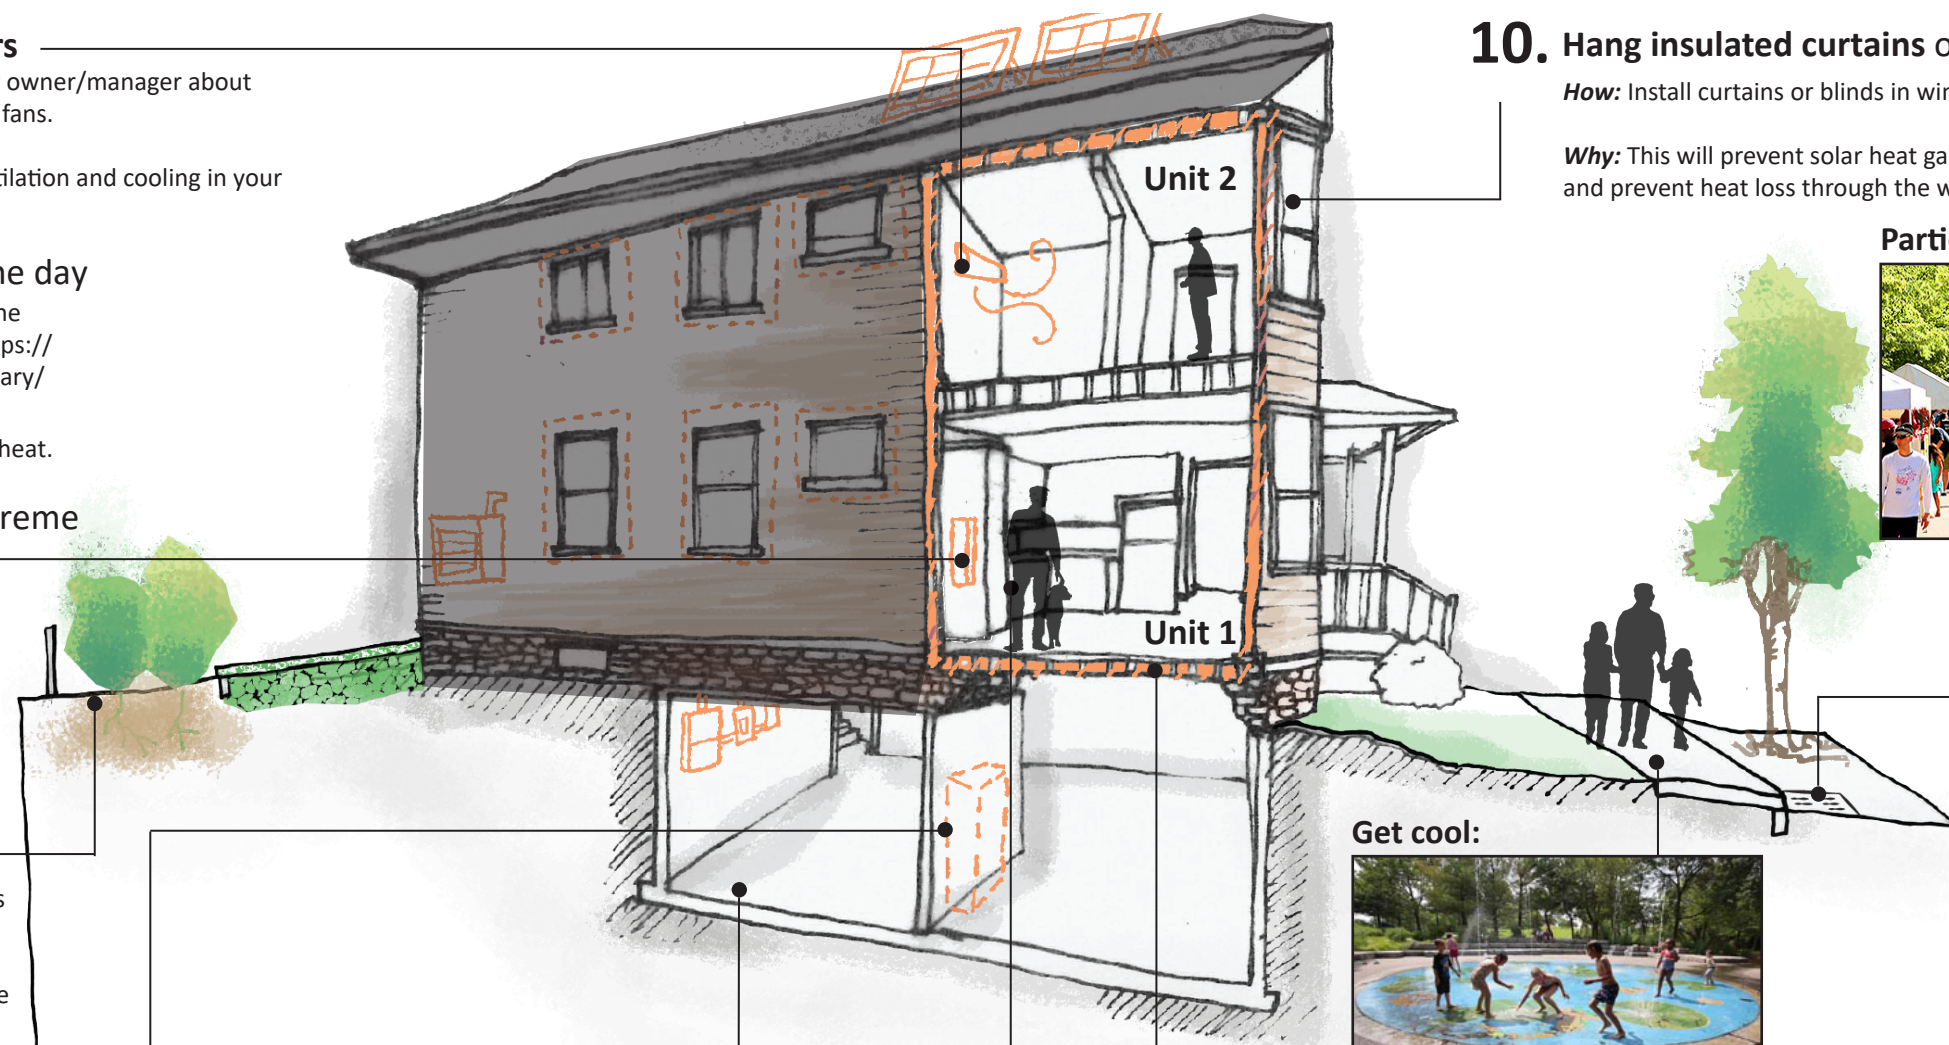 rs
owner/manager about
fans.
tilation and cooling in your
ne day
ne
ps://
ary/
heat.
reme
s
e
10. Hang insulated curtains o
How: Install curtains or blinds in win
Why: This will prevent solar heat ga
and prevent heat loss through the w
Parti
Unit 2
Unit 1
Get cool: